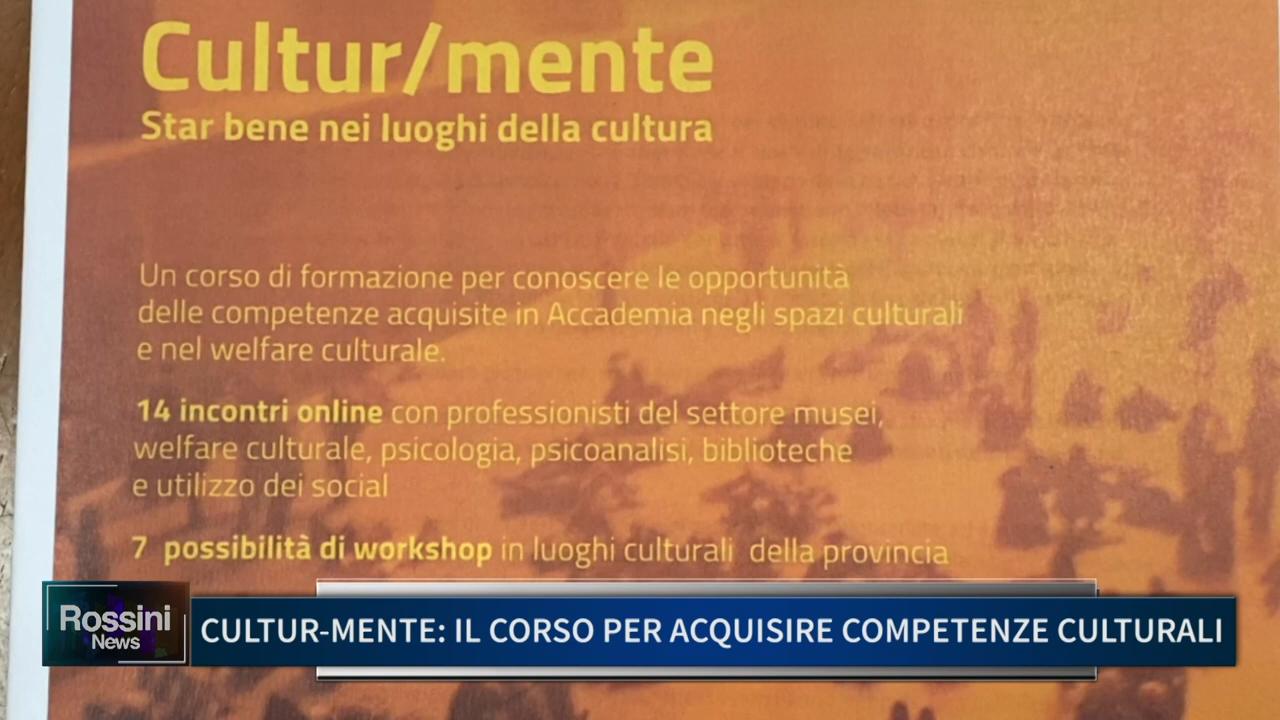 Cultur/mente
Star bene nei luoghi della cultura
Un corso di formazione per conoscere le opportunità
delle competenze acquisite in Accademia negli spazi culturali
e nel welfare culturale.
14 incontri online con professionisti del settore musei,
welfare culturale, psicologia, psicoanalisi, biblioteche
e utilizzo dei social
7 possibilità di workshop in luoghi culturali della provincia
Rossini
News
CULTUR-MENTE: IL CORSO PER ACQUISIRE COMPETENZE CULTURALI